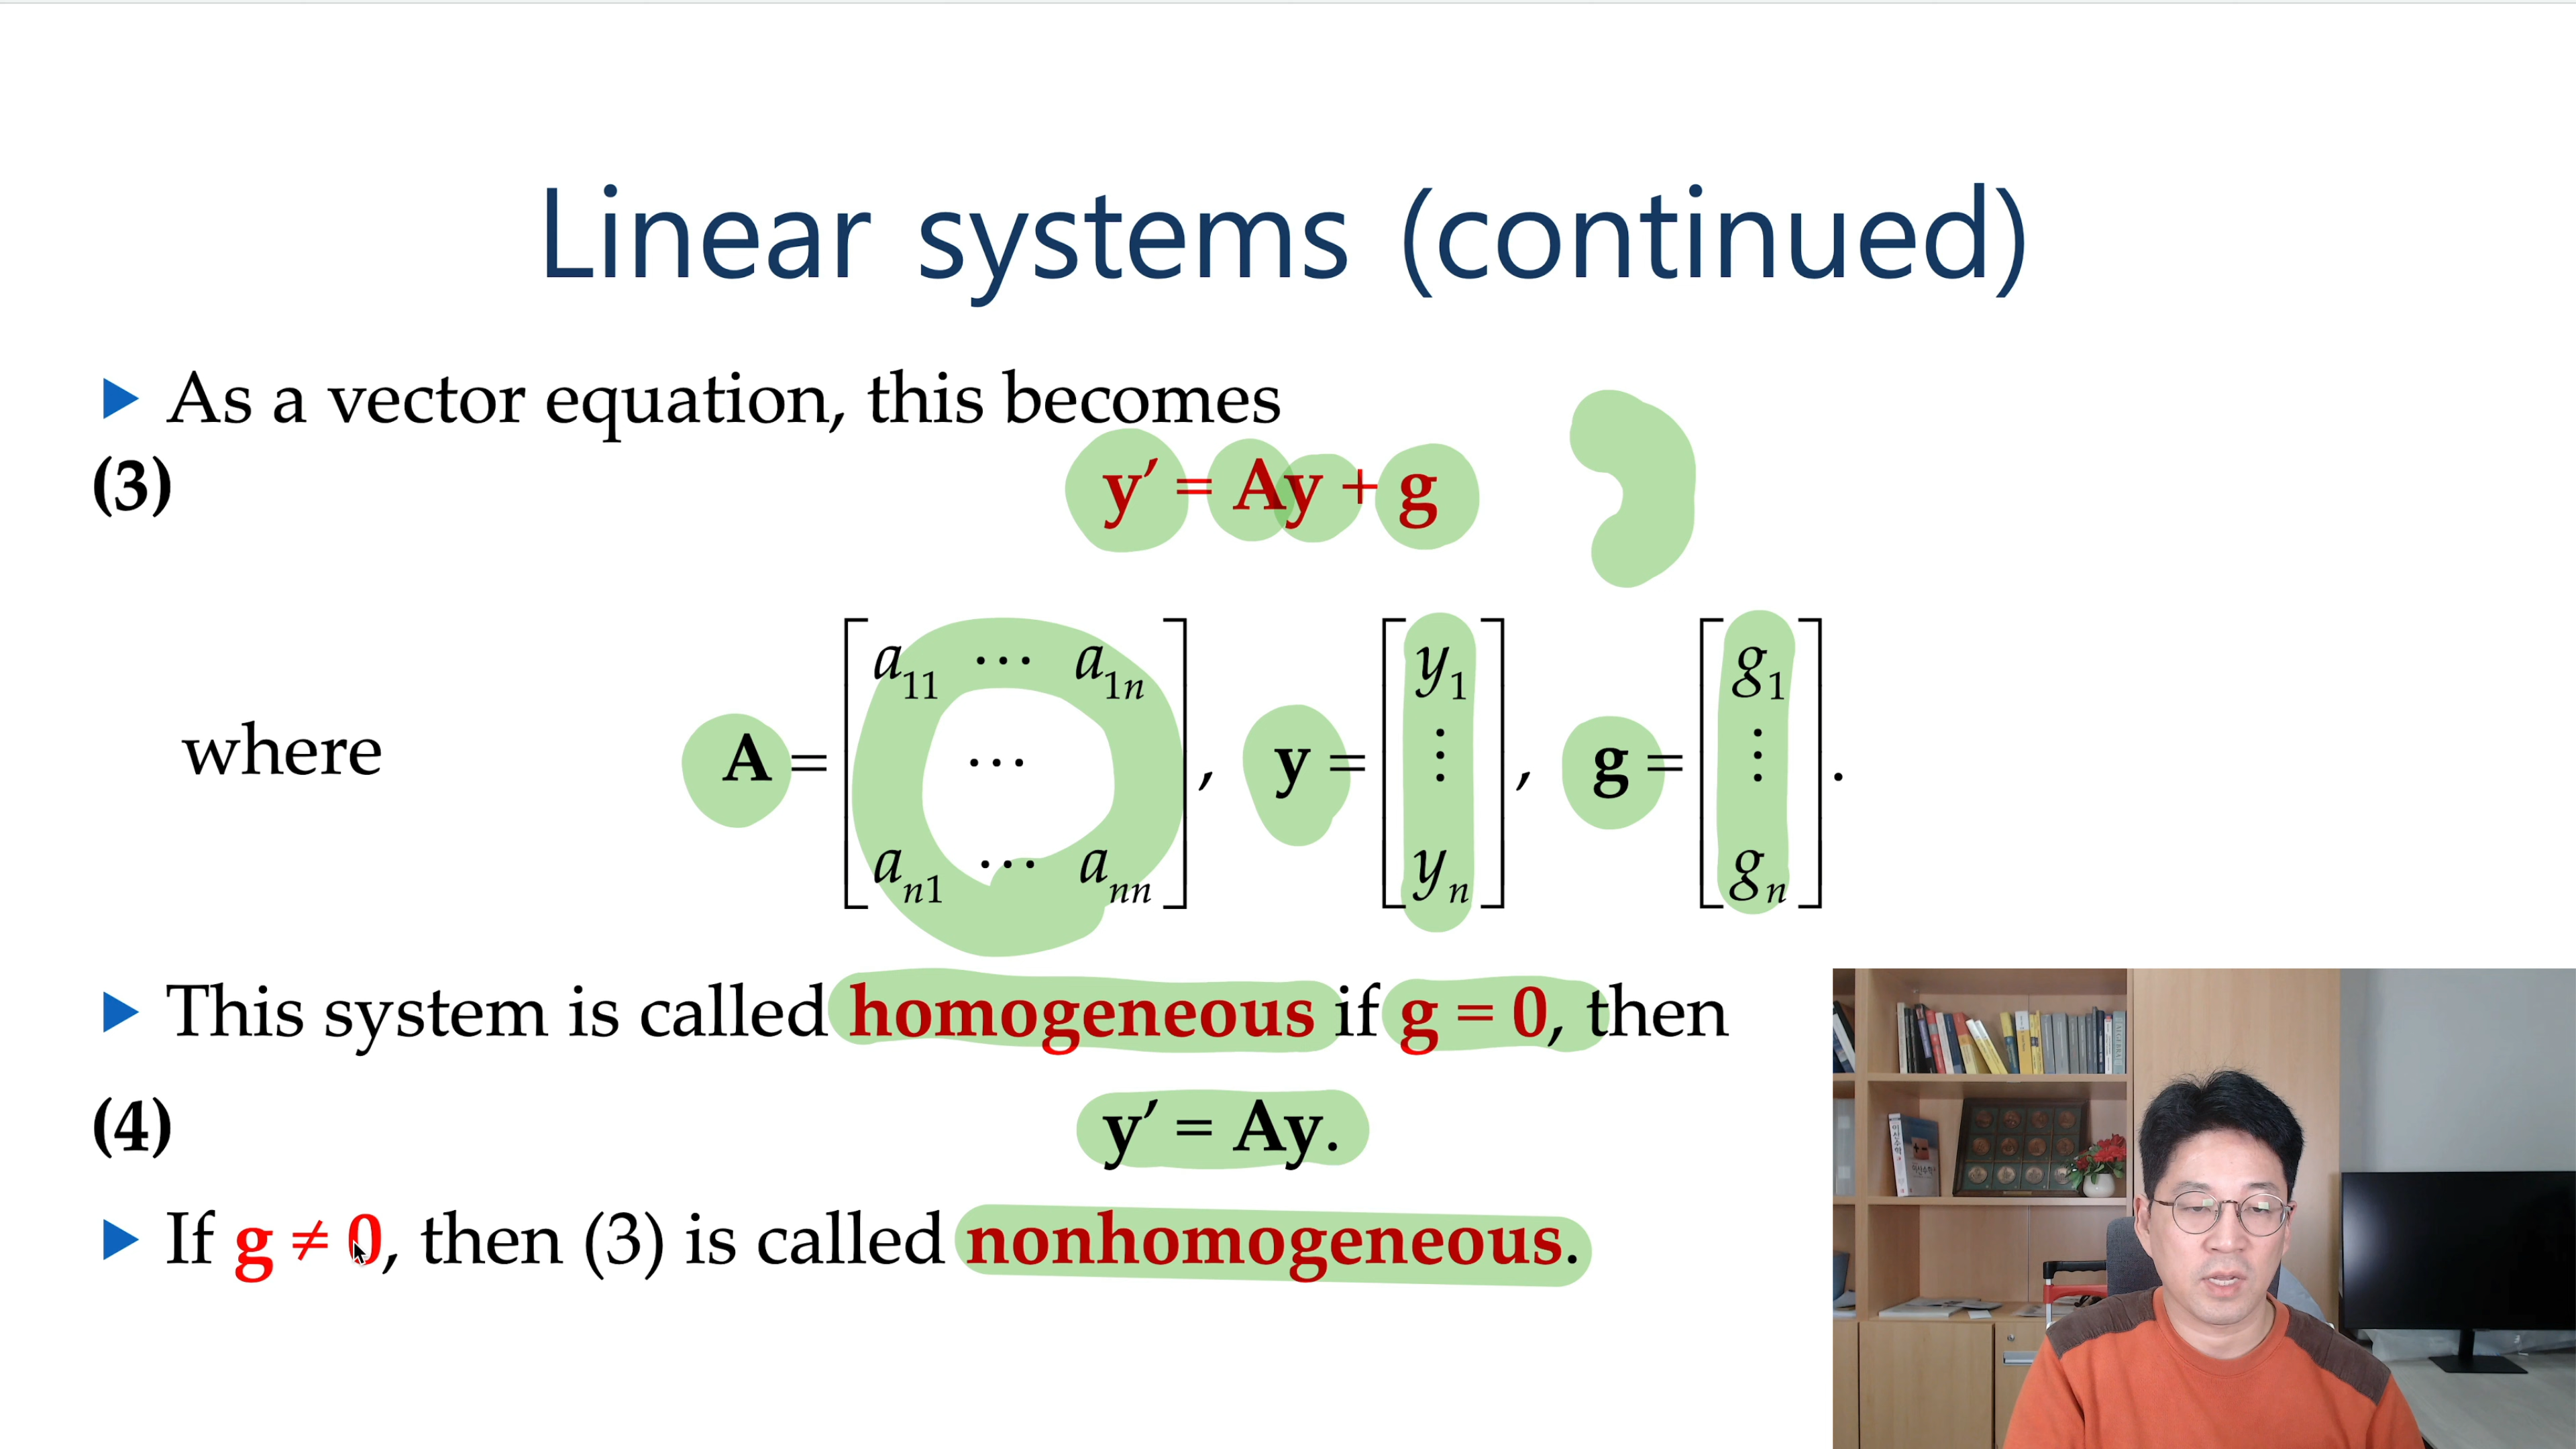 Linear systems (continued)
▶ As a vector equation, this becomes
(3) y′ = Ay + g
where A = [ a11 ⋯ a1n ; ⋯ ; an1 ⋯ ann ], y = [ y1 ⋮ yn ], g = [ g1 ⋮ gn ].
▶ This system is called homogeneous if g = 0, then
(4) y′ = Ay.
▶ If g ≠ 0, then (3) is called nonhomogeneous.